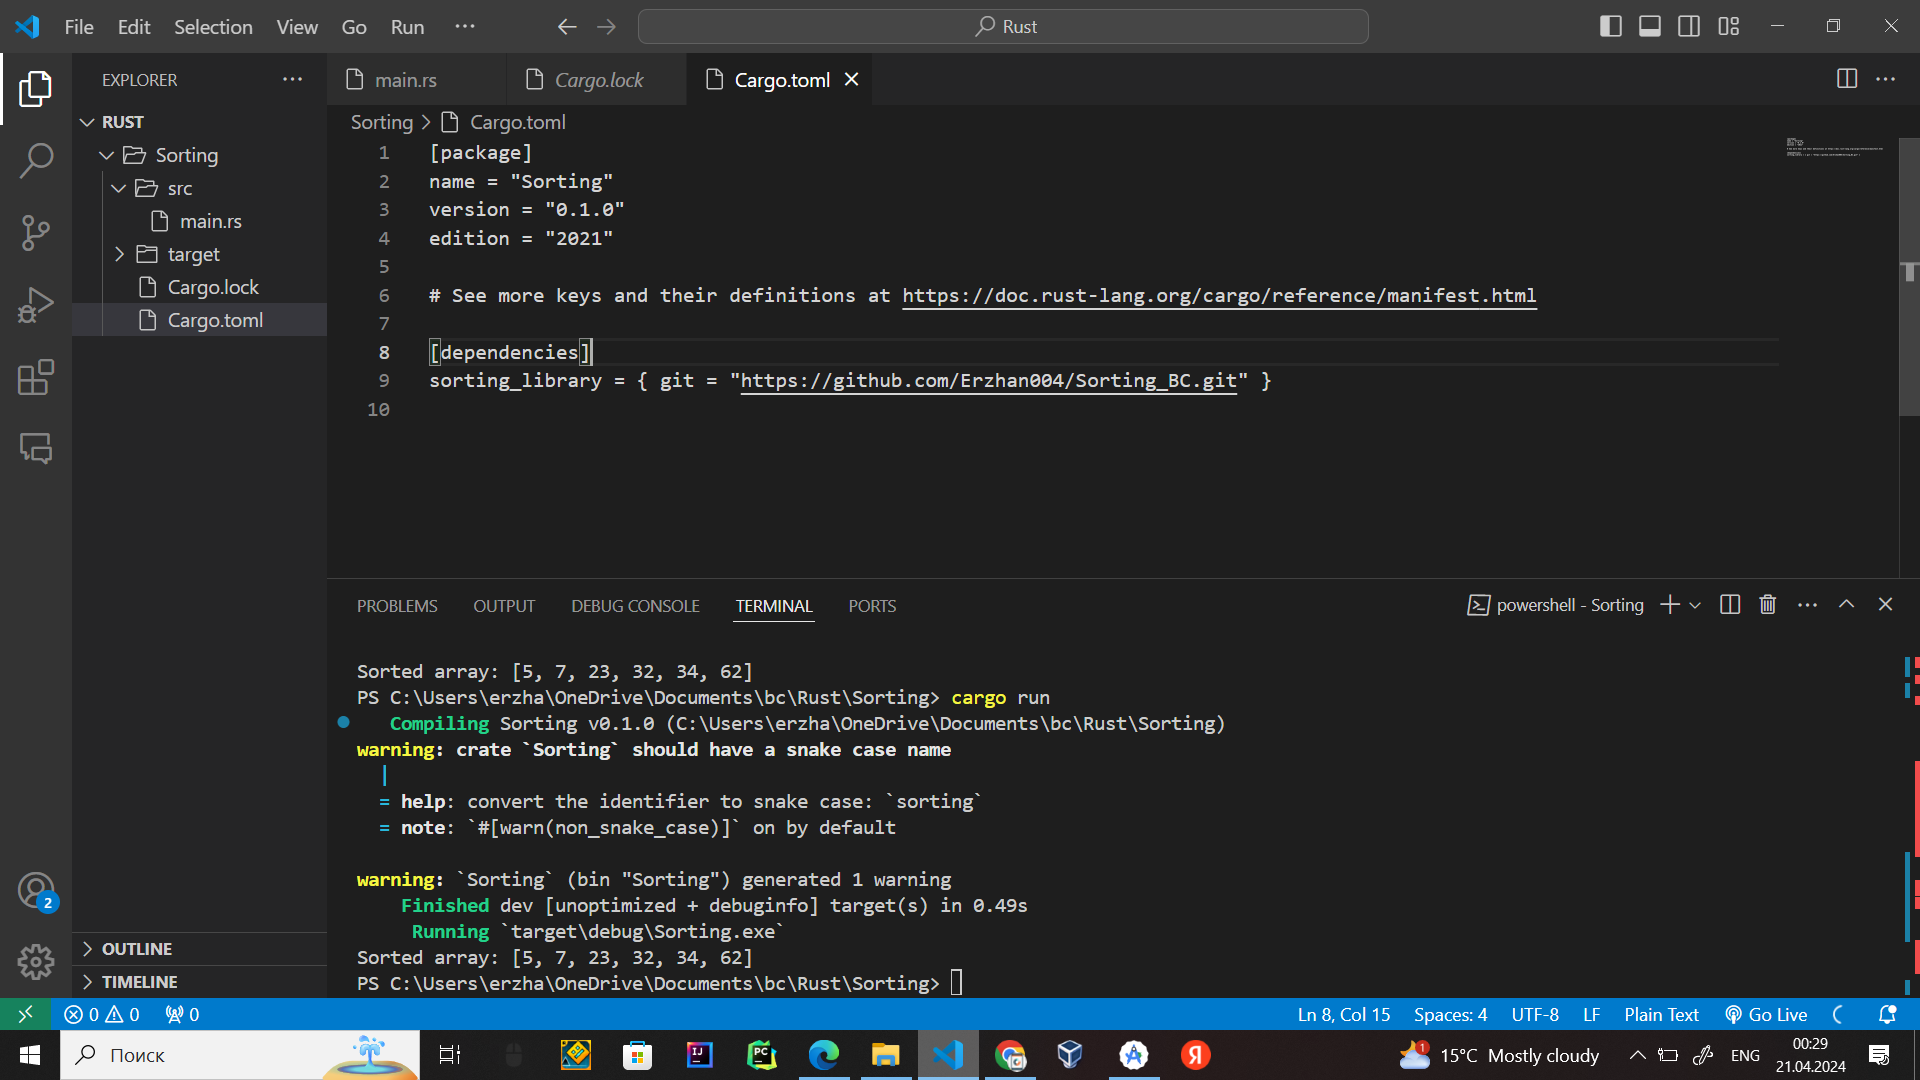 File Edit Selection View Go Run ··· Rust
EXPLORER
RUST
Sorting
src
main.rs
target
Cargo.lock
Cargo.toml
OUTLINE
TIMELINE
main.rs Cargo.lock Cargo.toml
Sorting > Cargo.toml
1 [package]
2 name = "Sorting"
3 version = "0.1.0"
4 edition = "2021"
5
6 # See more keys and their definitions at https://doc.rust-lang.org/cargo/reference/manifest.html
7
8 [dependencies]
9 sorting_library = { git = "https://github.com/Erzhan004/Sorting_BC.git" }
10
PROBLEMS OUTPUT DEBUG CONSOLE TERMINAL PORTS powershell - Sorting
Sorted array: [5, 7, 23, 32, 34, 62]
PS C:\Users\erzha\OneDrive\Documents\bc\Rust\Sorting> cargo run
Compiling Sorting v0.1.0 (C:\Users\erzha\OneDrive\Documents\bc\Rust\Sorting)
warning: crate `Sorting` should have a snake case name
|
= help: convert the identifier to snake case: `sorting`
= note: `#[warn(non_snake_case)]` on by default
warning: `Sorting` (bin "Sorting") generated 1 warning
Finished dev [unoptimized + debuginfo] target(s) in 0.49s
Running `target\debug\Sorting.exe`
Sorted array: [5, 7, 23, 32, 34, 62]
PS C:\Users\erzha\OneDrive\Documents\bc\Rust\Sorting>
2
0 0 0 Ln 8, Col 15 Spaces: 4 UTF-8 LF Plain Text Go Live
Поиск
IJ
PC
Я
1
15°C Mostly cloudy
ENG
00:29
21.04.2024